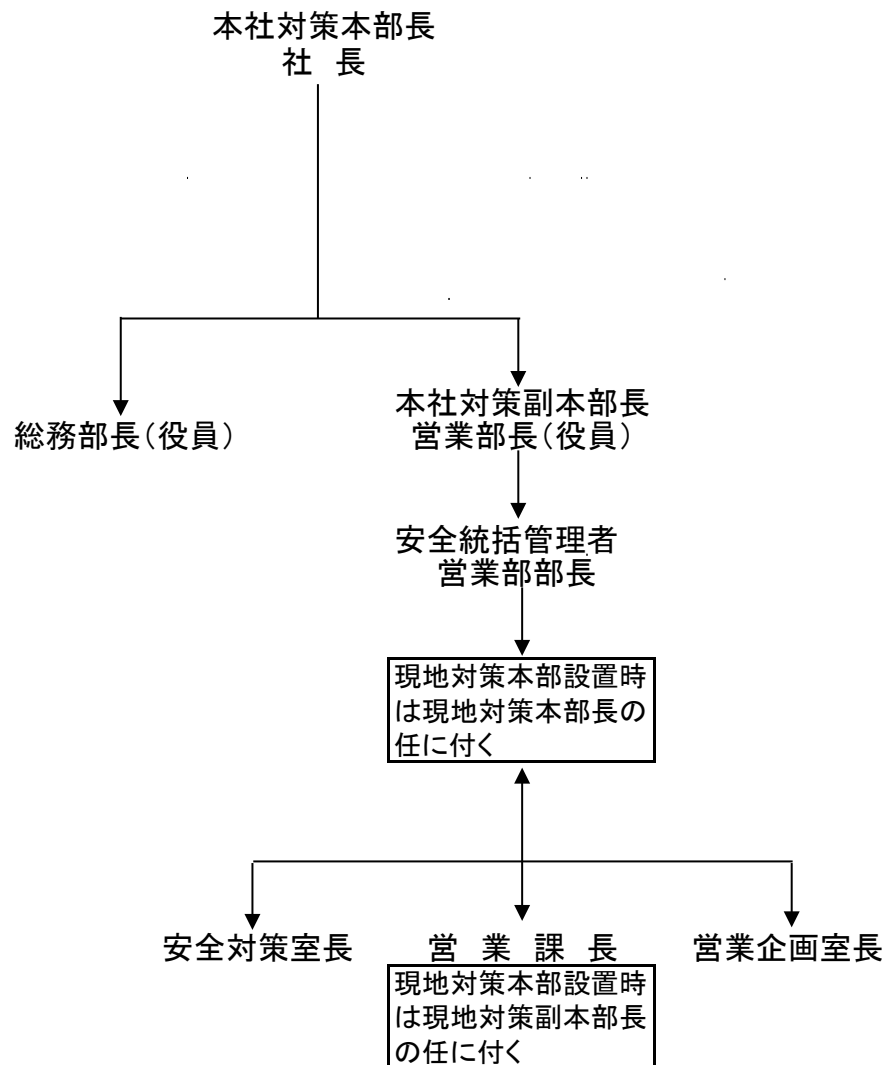 本社対策本部長
社　長
総務部長（役員）
本社対策副本部長
営業部長（役員）
安全統括管理者
営業部部長
現地対策本部設置時
は現地対策本部長の
任に付く
安全対策室長
営　業　課　長
営業企画室長
現地対策本部設置時
は現地対策副本部長
の任に付く